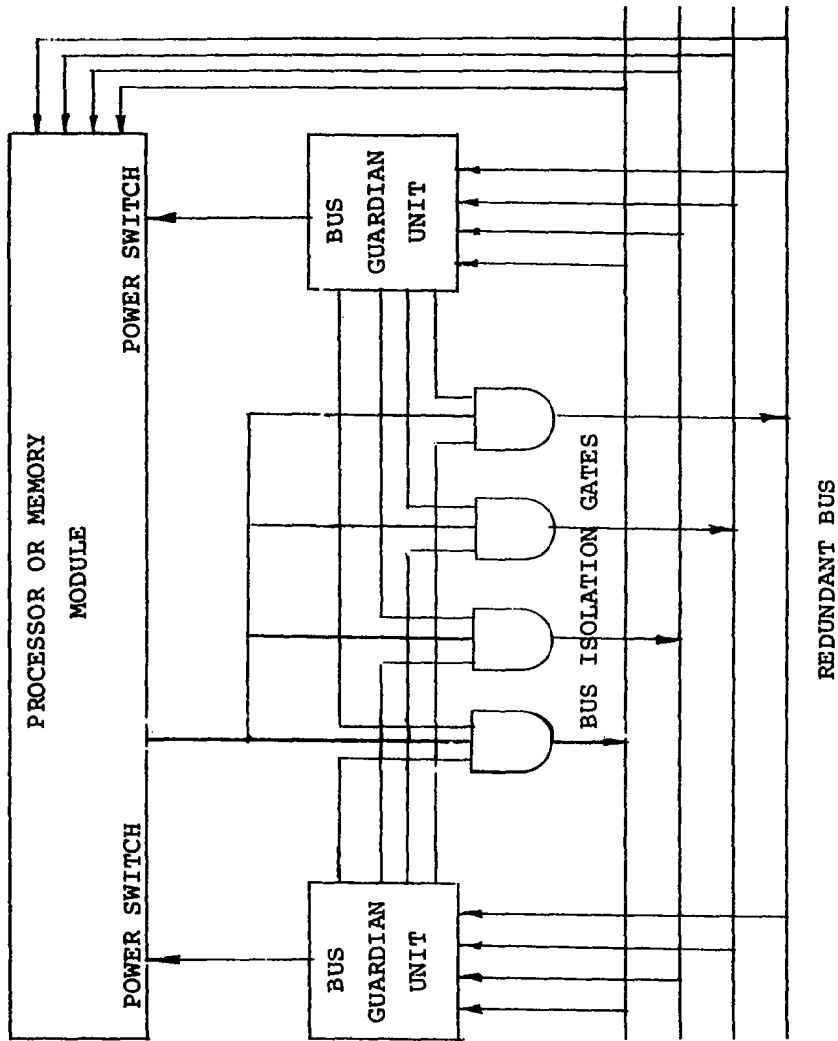 PROCESSOR OR MEMORY
MODULE
POWER SWITCH
POWER SWITCH
BUS
GUARDIAN
UNIT
BUS
GUARDIAN
UNIT
BUS ISOLATION GATES
REDUNDANT BUS